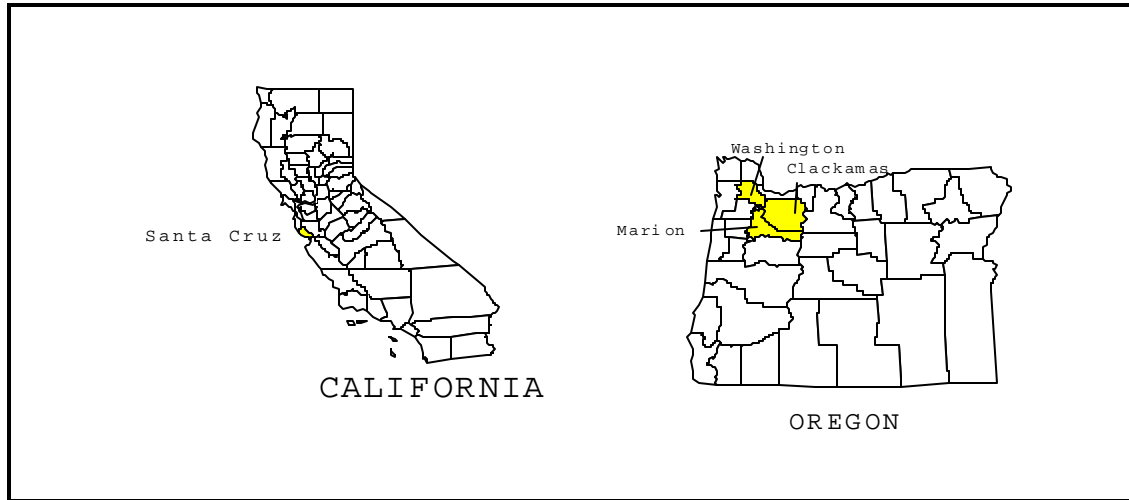 Washington
Clackamas
Santa Cruz
Marion
CALIFORNIA
OREGON